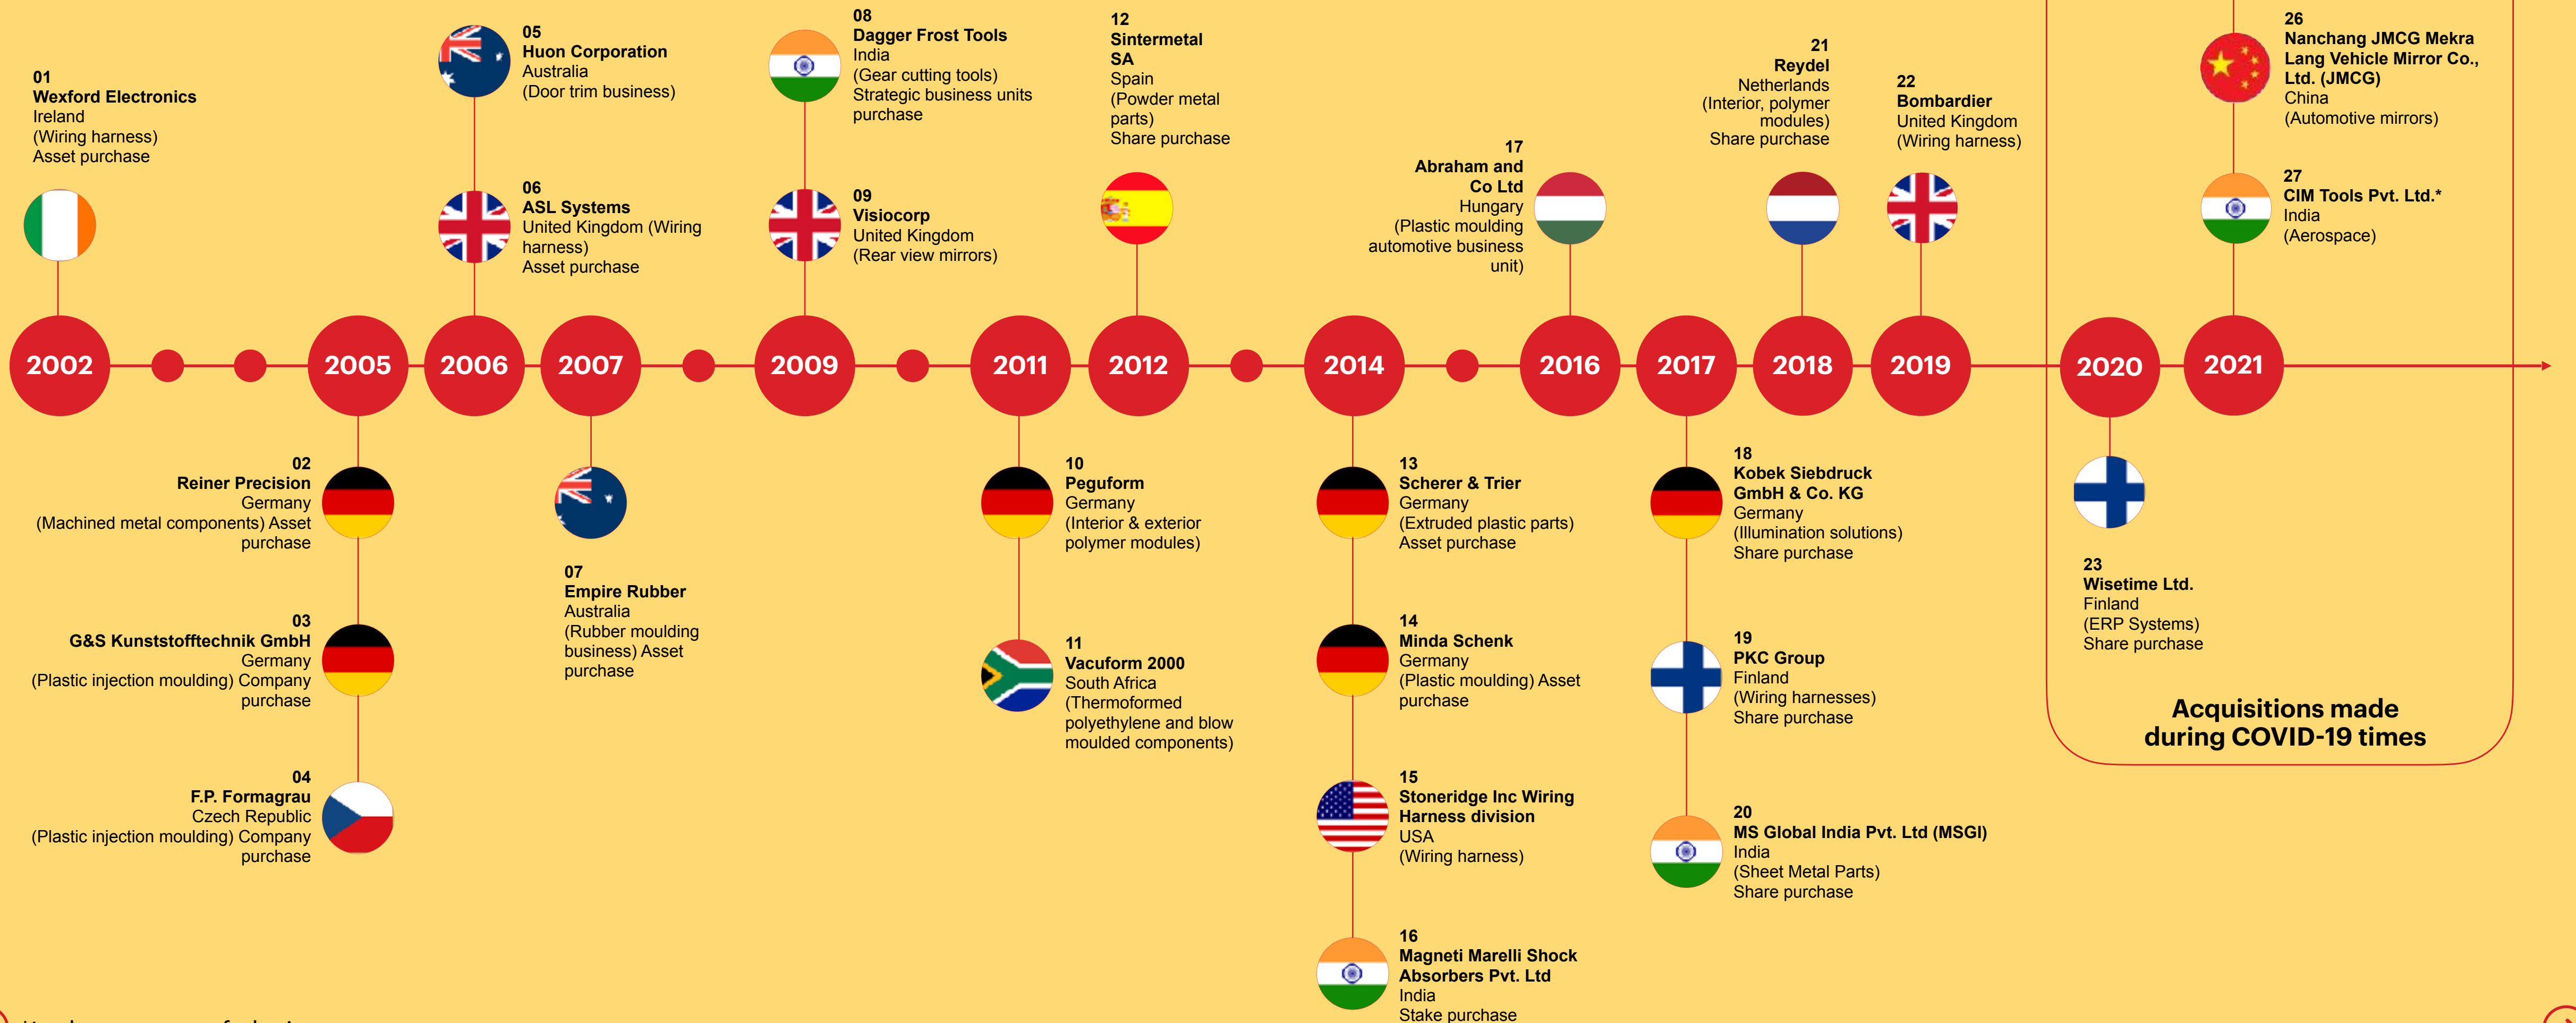 01
Wexford Electronics
Ireland
(Wiring harness)
Asset purchase
05
Huon Corporation
Australia
(Door trim business)
06
ASL Systems
United Kingdom (Wiring
harness)
Asset purchase
08
Dagger Frost Tools
India
(Gear cutting tools)
Strategic business units
purchase
09
Visiocorp
United Kingdom
(Rear view mirrors)
12
Sintermetal
SA
Spain
(Powder metal
parts)
Share purchase
17
Abraham and
Co Ltd
Hungary
(Plastic moulding
automotive business
unit)
21
Reydel
Netherlands
(Interior, polymer
modules)
Share purchase
22
Bombardier
United Kingdom
(Wiring harness)
26
Nanchang JMCG Mekra
Lang Vehicle Mirror Co.,
Ltd. (JMCG)
China
(Automotive mirrors)
27
CIM Tools Pvt. Ltd.*
India
(Aerospace)
2002
2005
2006
2007
2009
2011
2012
2014
2016
2017
2018
2019
2020
2021
02
Reiner Precision
Germany
(Machined metal components) Asset
purchase
03
G&S Kunststofftechnik GmbH
Germany
(Plastic injection moulding) Company
purchase
04
F.P. Formagrau
Czech Republic
(Plastic injection moulding) Company
purchase
07
Empire Rubber
Australia
(Rubber moulding
business) Asset
purchase
10
Peguform
Germany
(Interior & exterior
polymer modules)
11
Vacuform 2000
South Africa
(Thermoformed
polyethylene and blow
moulded components)
13
Scherer & Trier
Germany
(Extruded plastic parts)
Asset purchase
14
Minda Schenk
Germany
(Plastic moulding) Asset
purchase
15
Stoneridge Inc Wiring
Harness division
USA
(Wiring harness)
16
Magneti Marelli Shock
Absorbers Pvt. Ltd
India
Stake purchase
18
Kobek Siebdruck
GmbH & Co. KG
Germany
(Illumination solutions)
Share purchase
19
PKC Group
Finland
(Wiring harnesses)
Share purchase
20
MS Global India Pvt. Ltd (MSGI)
India
(Sheet Metal Parts)
Share purchase
23
Wisetime Ltd.
Finland
(ERP Systems)
Share purchase
Acquisitions made
during COVID-19 times